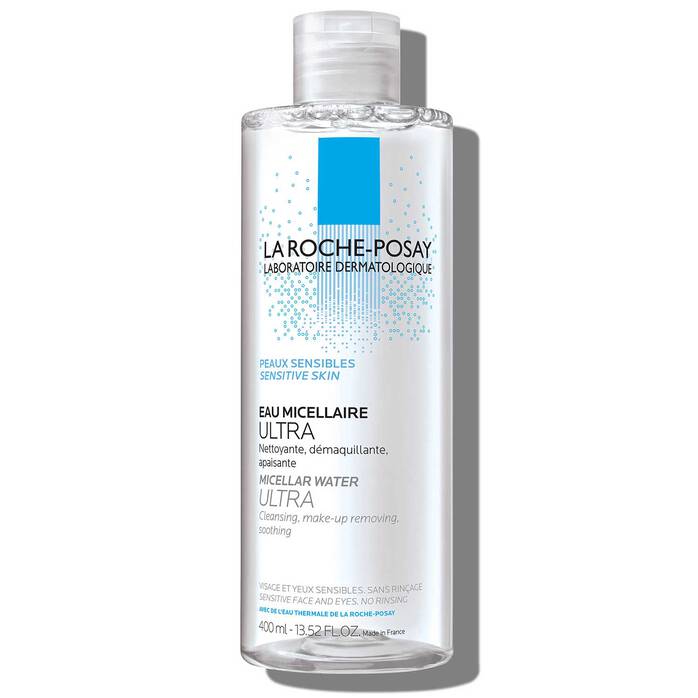 LA ROCHE-POSAY
LABORATOIRE DERMATOLOGIQUE
PEAUX SENSIBLES
SENSITIVE SKIN
EAU MICELLAIRE
ULTRA
Nettoyante, démaquillante,
apaisante
MICELLAR WATER
ULTRA
Cleansing, make-up removing,
soothing
VISAGE ET YEUX SENSIBLES. SANS RINÇAGE
SENSITIVE FACE AND EYES. NO RINSING
AVEC DE L'EAU THERMALE DE LA ROCHE-POSAY
400 ml - 13.52 FL.OZ. Made in France